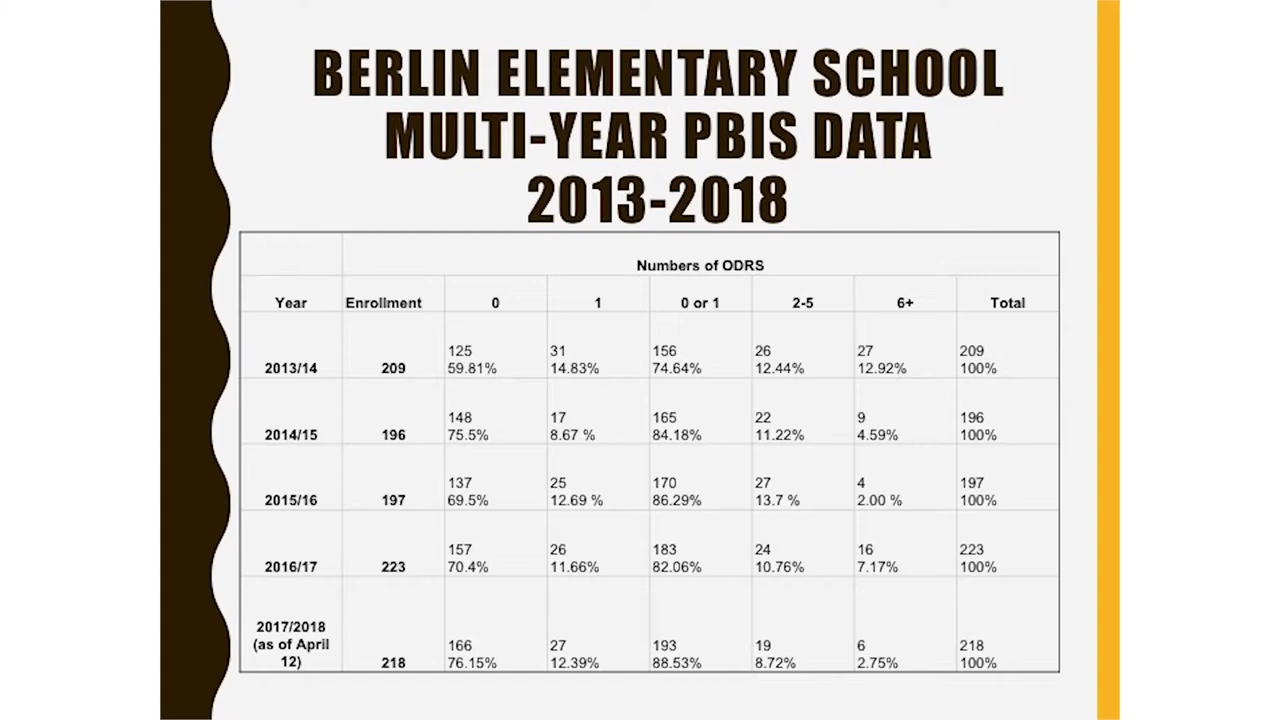 BERLIN ELEMENTARY SCHOOL
MULTI-YEAR PBIS DATA
2013-2018
Numbers of ODRS
Year Enrollment 0 1 0 or 1 2-5 6+ Total
125 31 156 26 27 209
2013/14 209 59.81% 14.83% 74.64% 12.44% 12.92% 100%
148 17 165 22 9 196
2014/15 196 75.5% 8.67 % 84.18% 11.22% 4.59% 100%
137 25 170 27 4 197
2015/16 197 69.5% 12.69 % 86.29% 13.7 % 2.00 % 100%
157 26 183 24 16 223
2016/17 223 70.4% 11.66% 82.06% 10.76% 7.17% 100%
2017/2018
(as of April 166 27 193 19 6 218
12) 218 76.15% 12.39% 88.53% 8.72% 2.75% 100%